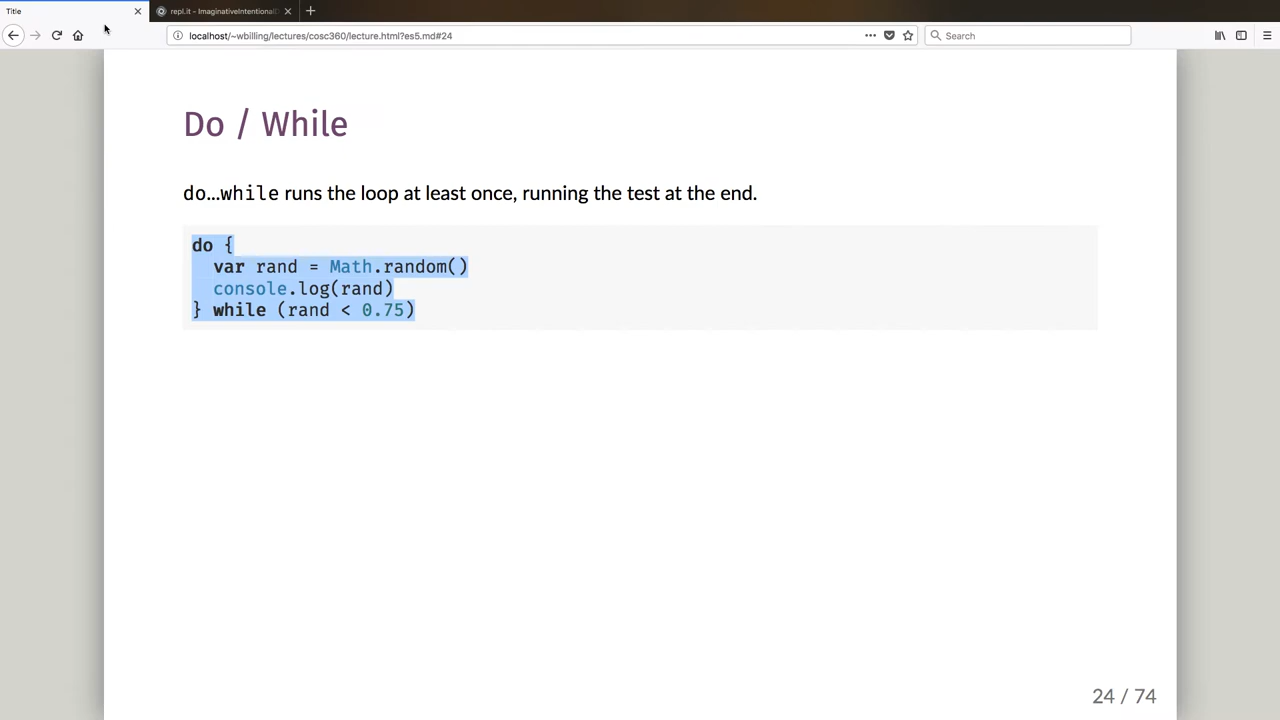 Title
repl.it - ImaginativeIntentionalD
localhost/~wbilling/lectures/cosc360/lecture.html?es5.md#24
Search
Do / While
do…while runs the loop at least once, running the test at the end.
do {
  var rand = Math.random()
  console.log(rand)
} while (rand < 0.75)
24 / 74